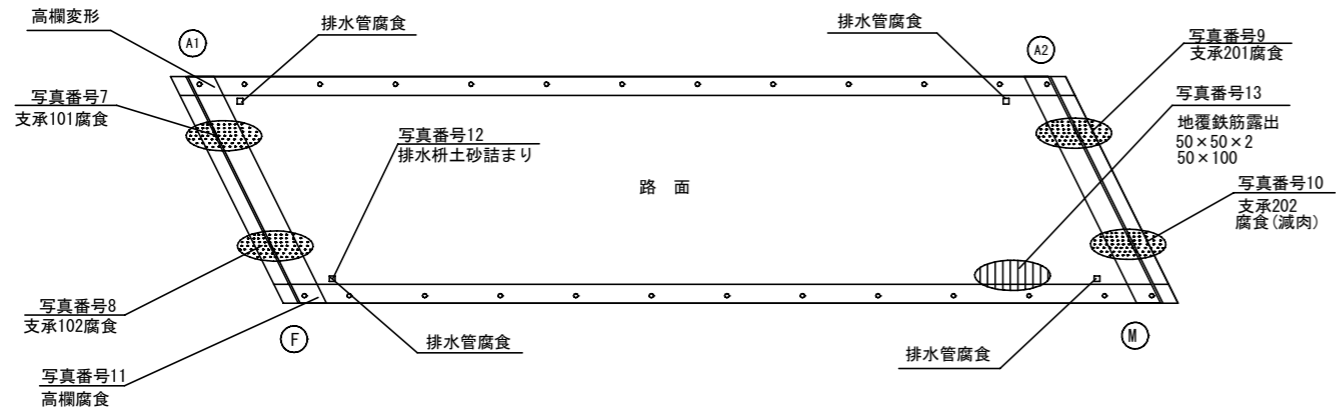 高欄変形
A1
排水管腐食
排水管腐食
A2
写真番号9
支承201腐食
写真番号7
支承101腐食
写真番号13
地覆鉄筋露出
50×50×2
50×100
写真番号12
排水枡土砂詰まり
路 面
写真番号10
支承202
腐食(減肉)
写真番号8
支承102腐食
F
排水管腐食
排水管腐食
M
写真番号11
高欄腐食